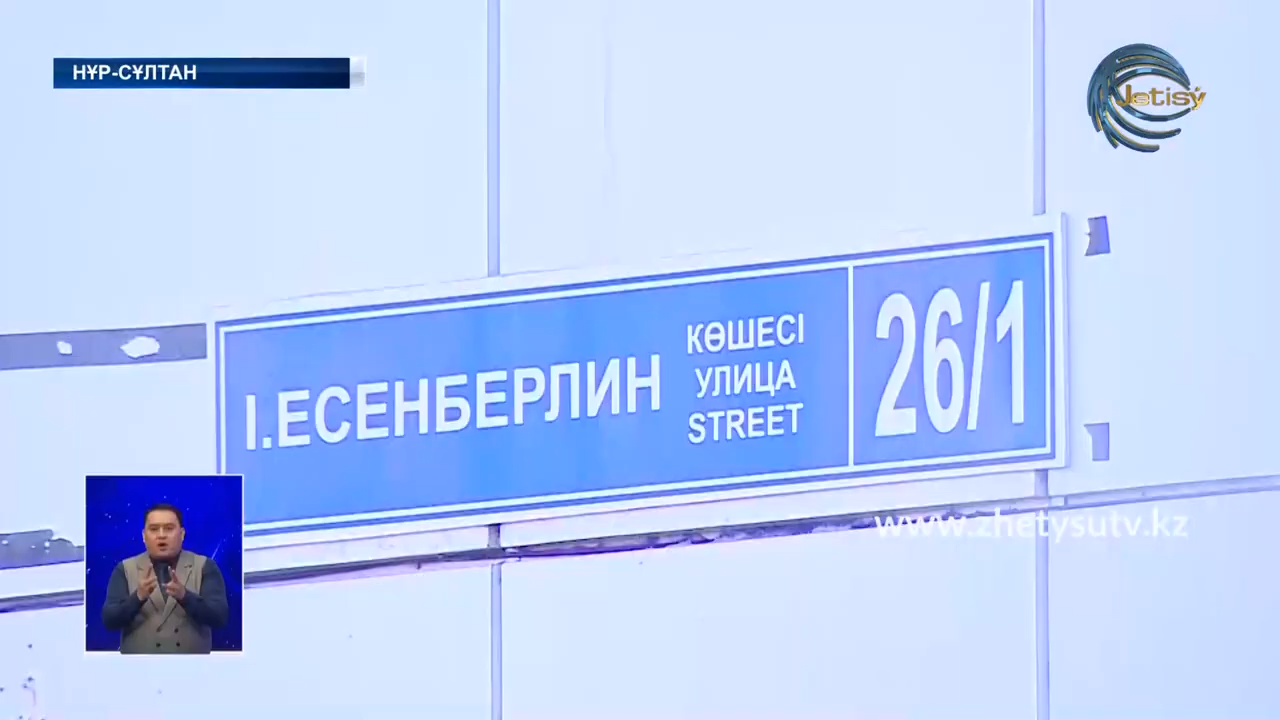 НҰР-СҰЛТАН
Jetisý
І.ЕСЕНБЕРЛИН
КӨШЕСІ
УЛИЦА
STREET
26/1
www.zhetysutv.kz